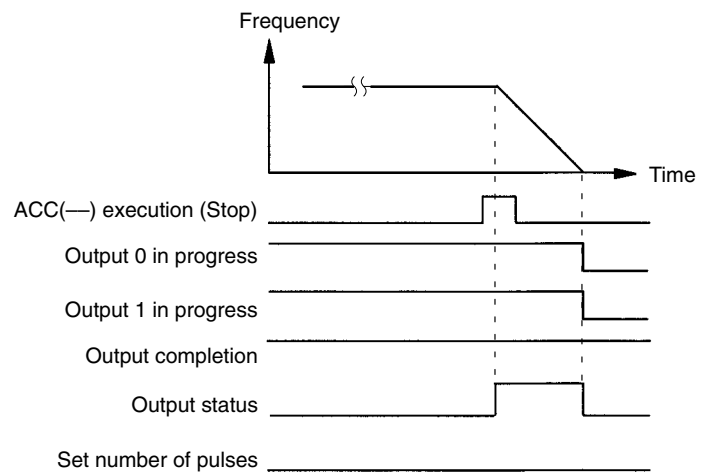 Frequency
Time
ACC(––) execution (Stop)
Output 0 in progress
Output 1 in progress
Output completion
Output status
Set number of pulses